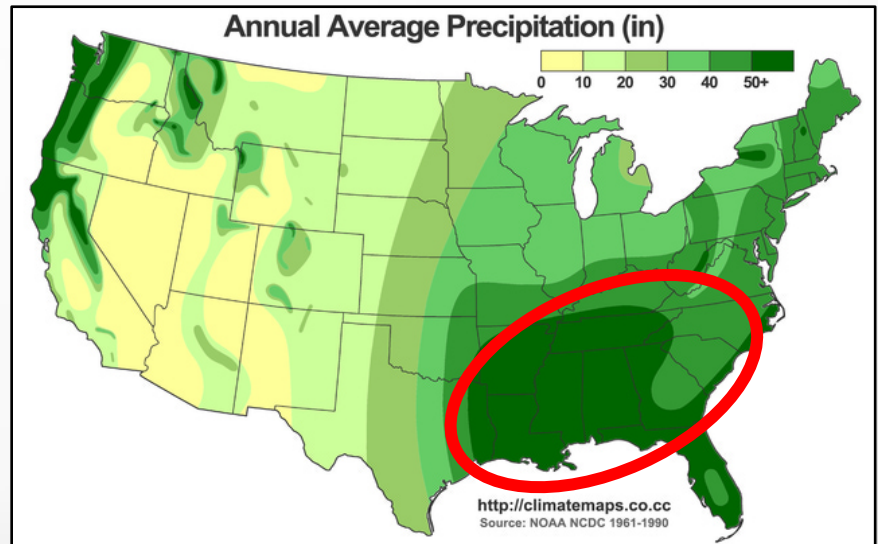 Annual Average Precipitation (in)
0 10 20 30 40 50+
http://climatemaps.co.cc
Source: NOAA NCDC 1961-1990